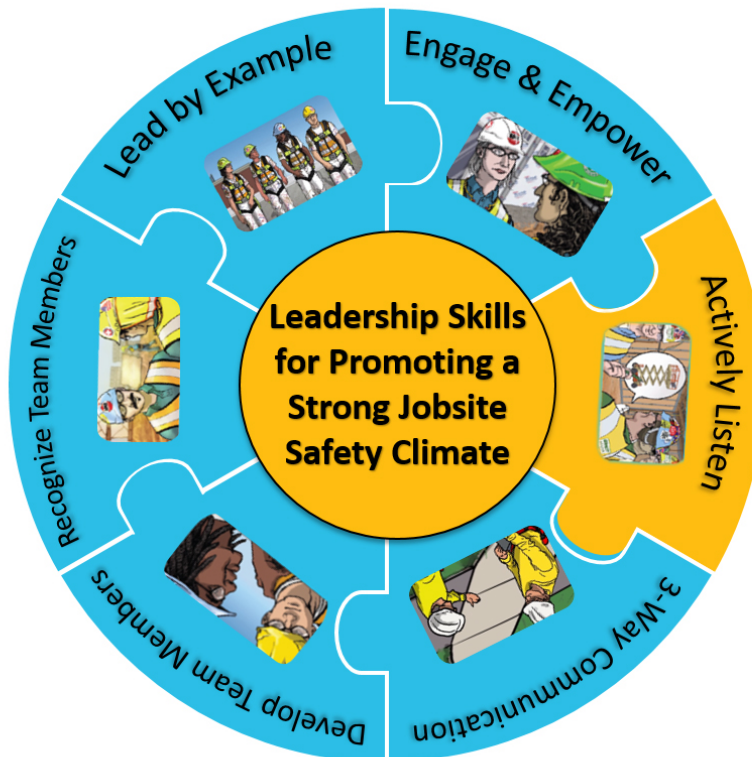 Leadership Skills
for Promoting a
Strong Jobsite
Safety Climate
Lead by Example
Engage & Empower
Actively Listen
3-Way Communication
Develop Team Members
Recognize Team Members